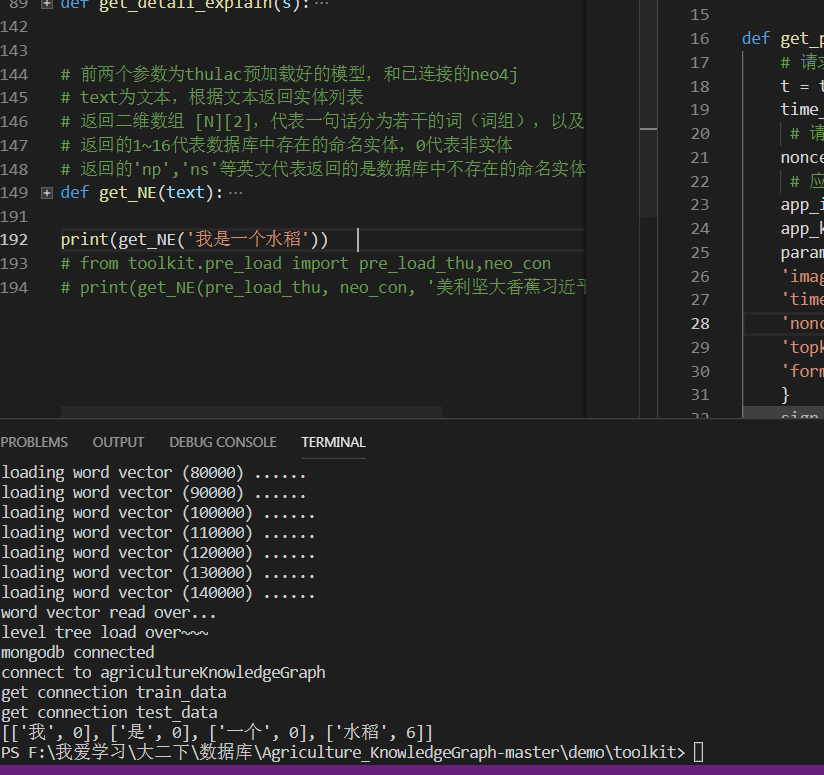 89 def get_detail_explain(s):…
142
143
144 # 前两个参数为thulac预加载好的模型，和已连接的neo4j
145 # text为文本，根据文本返回实体列表
146 # 返回二维数组 [N][2]，代表一句话分为若干的词（词组），以及
147 # 返回的1~16代表数据库中存在的命名实体，0代表非实体
148 # 返回的'np','ns'等英文代表返回的是数据库中不存在的命名实体
149 def get_NE(text):…
191
192 print(get_NE('我是一个水稻'))
193 # from toolkit.pre_load import pre_load_thu,neo_con
194 # print(get_NE(pre_load_thu, neo_con, '美利坚大香蕉习近平
15
16 def get_p
17 # 请求
18 t = t
19 time_
20 # 请
21 nonce
22 # 应
23 app_i
24 app_k
25 param
26 'imag
27 'time
28 'nonc
29 'topk
30 'form
31 }
32 sign
PROBLEMS OUTPUT DEBUG CONSOLE TERMINAL
loading word vector (80000) ......
loading word vector (90000) ......
loading word vector (100000) ......
loading word vector (110000) ......
loading word vector (120000) ......
loading word vector (130000) ......
loading word vector (140000) ......
word vector read over...
level tree load over~~~
mongodb connected
connect to agricultureKnowledgeGraph
get connection train_data
get connection test_data
[['我', 0], ['是', 0], ['一个', 0], ['水稻', 6]]
PS F:\我爱学习\大二下\数据库\Agriculture_KnowledgeGraph-master\demo\toolkit>